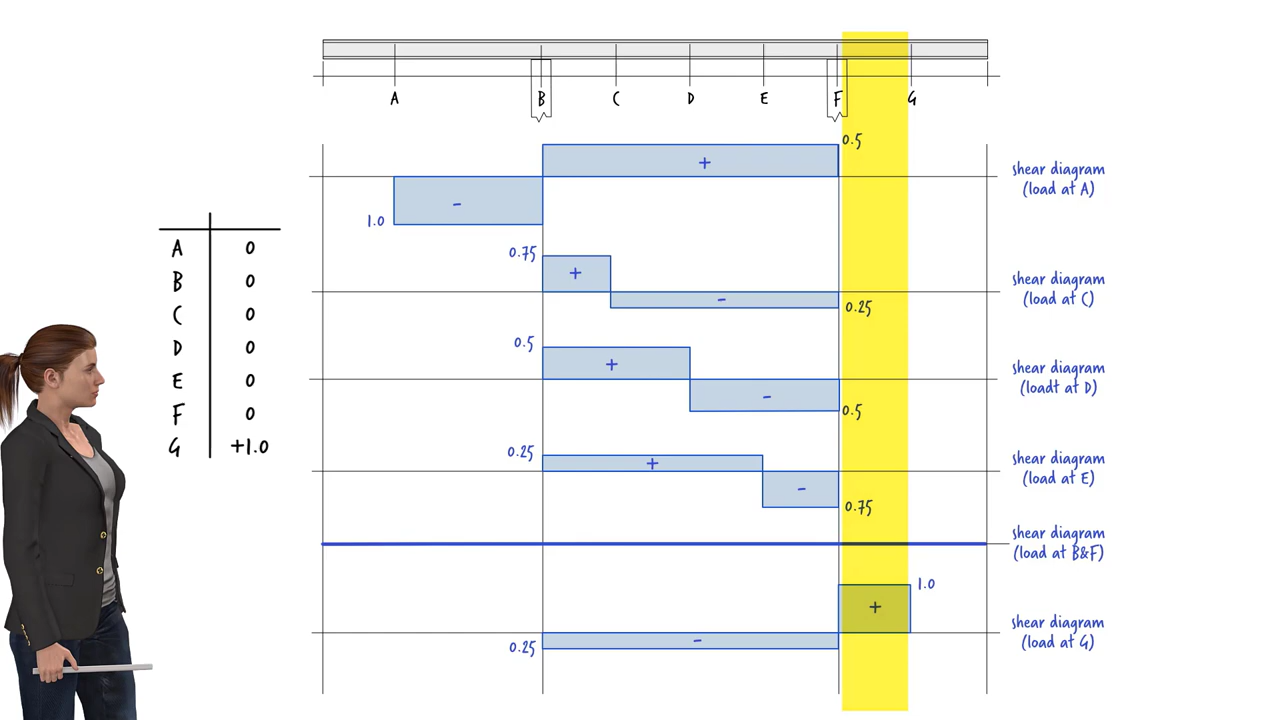 A B C D E F G
0.5
+
shear diagram
(load at A)
-
1.0
0.75
+
-
0.25
shear diagram
(load at C)
0.5
+
-
0.5
shear diagram
(loadt at D)
0.25
+
-
0.75
shear diagram
(load at E)
shear diagram
(load at B&F)
1.0
+
-
0.25
shear diagram
(load at G)
A 0
B 0
C 0
D 0
E 0
F 0
G +1.0